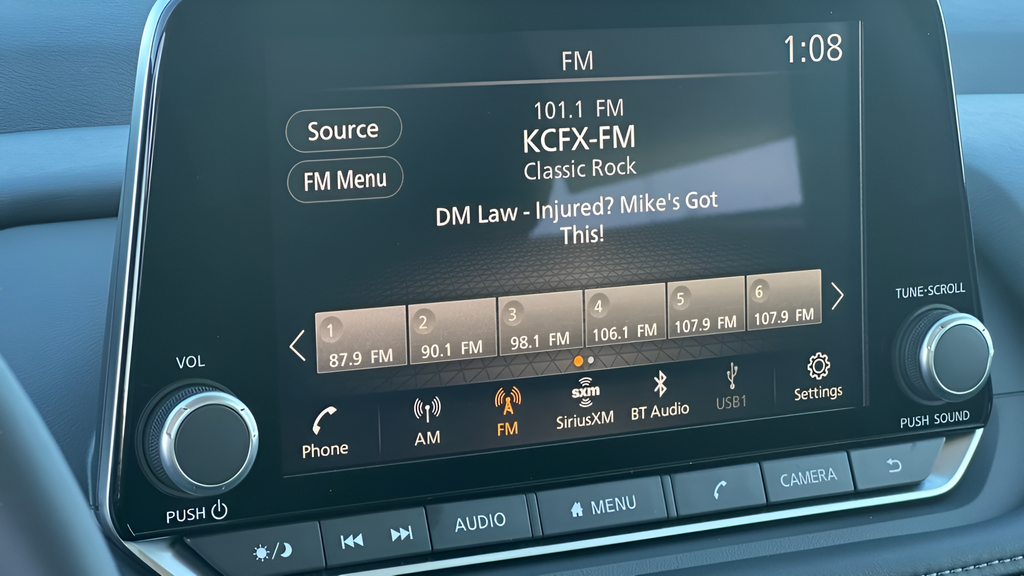 FM
1:08
Source
FM Menu
101.1 FM
KCFX-FM
Classic Rock
DM Law - Injured? Mike's Got
This!
1
87.9 FM
2
90.1 FM
3
98.1 FM
4
106.1 FM
5
107.9 FM
6
107.9 FM
Phone
AM
FM
sxm
SiriusXM
BT Audio
USB1
Settings
VOL
PUSH
TUNE·SCROLL
PUSH SOUND
AUDIO
MENU
CAMERA